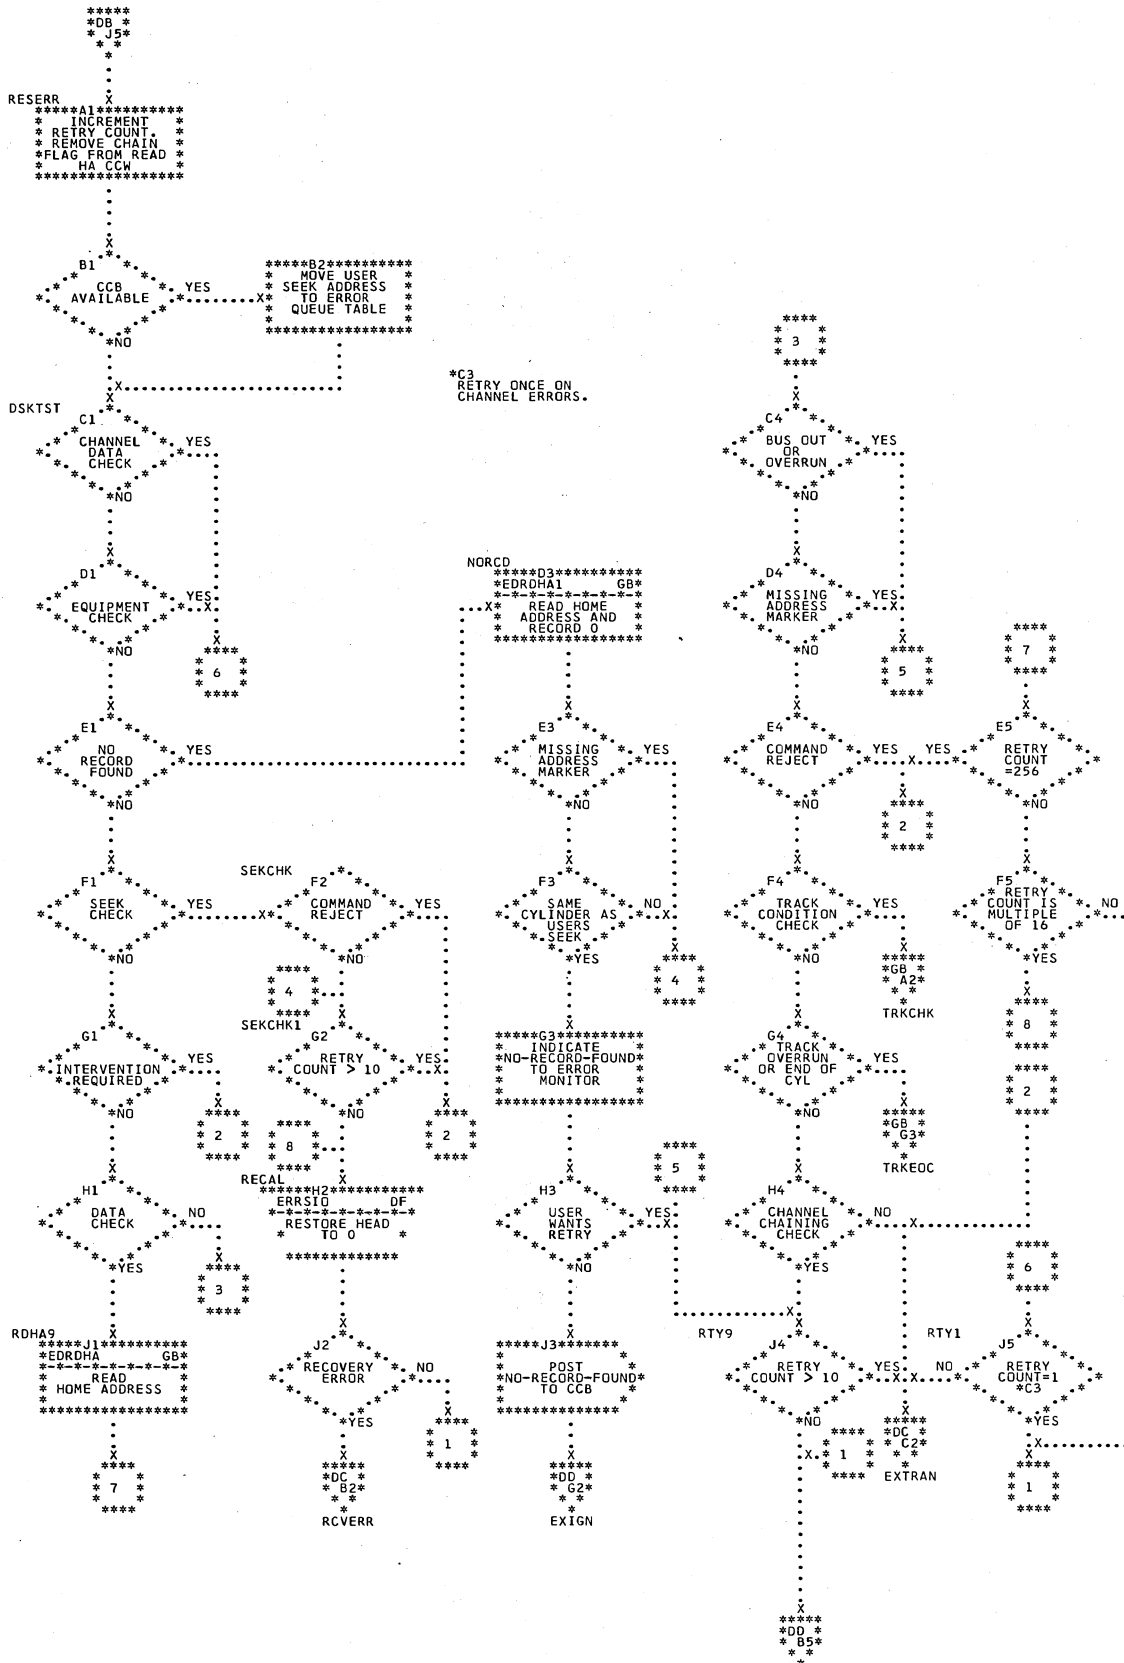 DB
J5
RESERR
A1
INCREMENT
RETRY COUNT.
REMOVE CHAIN
FLAG FROM READ
HA CCW
B1
CCB
AVAILABLE
YES
NO
B2
MOVE USER
SEEK ADDRESS
TO ERROR
QUEUE TABLE
DSKTST
C1
CHANNEL
DATA
CHECK
YES
NO
D1
EQUIPMENT
CHECK
YES
NO
6
E1
NO
RECORD
FOUND
YES
NO
F1
SEEK
CHECK
YES
NO
G1
INTERVENTION
REQUIRED
YES
NO
2
H1
DATA
CHECK
NO
YES
3
RDHA9
J1
EDRDHA GB
READ
HOME ADDRESS
7
SEKCHK
F2
COMMAND
REJECT
YES
NO
4
SEKCHK1
G2
RETRY
COUNT > 10
YES
NO
2
8
RECAL
H2
ERRSIO DF
RESTORE HEAD
TO 0
J2
RECOVERY
ERROR
NO
YES
1
DC
B2
RCVERR
*C3
RETRY ONCE ON
CHANNEL ERRORS.
NORCD
D3
EDRDHA1 GB
READ HOME
ADDRESS AND
RECORD 0
E3
MISSING
ADDRESS
MARKER
YES
NO
F3
SAME
CYLINDER AS
USERS
SEEK
NO
YES
4
G3
INDICATE
NO-RECORD-FOUND
TO ERROR
MONITOR
H3
USER
WANTS
RETRY
YES
NO
5
J3
POST
NO-RECORD-FOUND
TO CCB
DD
G2
EXIGN
3
C4
BUS OUT
OR
OVERRUN
YES
NO
D4
MISSING
ADDRESS
MARKER
YES
NO
5
E4
COMMAND
REJECT
YES
NO
2
F4
TRACK
CONDITION
CHECK
YES
NO
GB
A2
TRKCHK
G4
TRACK
OVERRUN
OR END OF
CYL
YES
NO
GB
G3
TRKEOC
H4
CHANNEL
CHAINING
CHECK
NO
YES
RTY9
J4
RETRY
COUNT > 10
YES
NO
1
DC
C2
EXTRAN
DD
B5
7
E5
RETRY
COUNT
=256
YES
NO
F5
RETRY
COUNT IS
MULTIPLE
OF 16
NO
YES
8
2
6
RTY1
J5
RETRY
COUNT=1
*C3
NO
YES
1